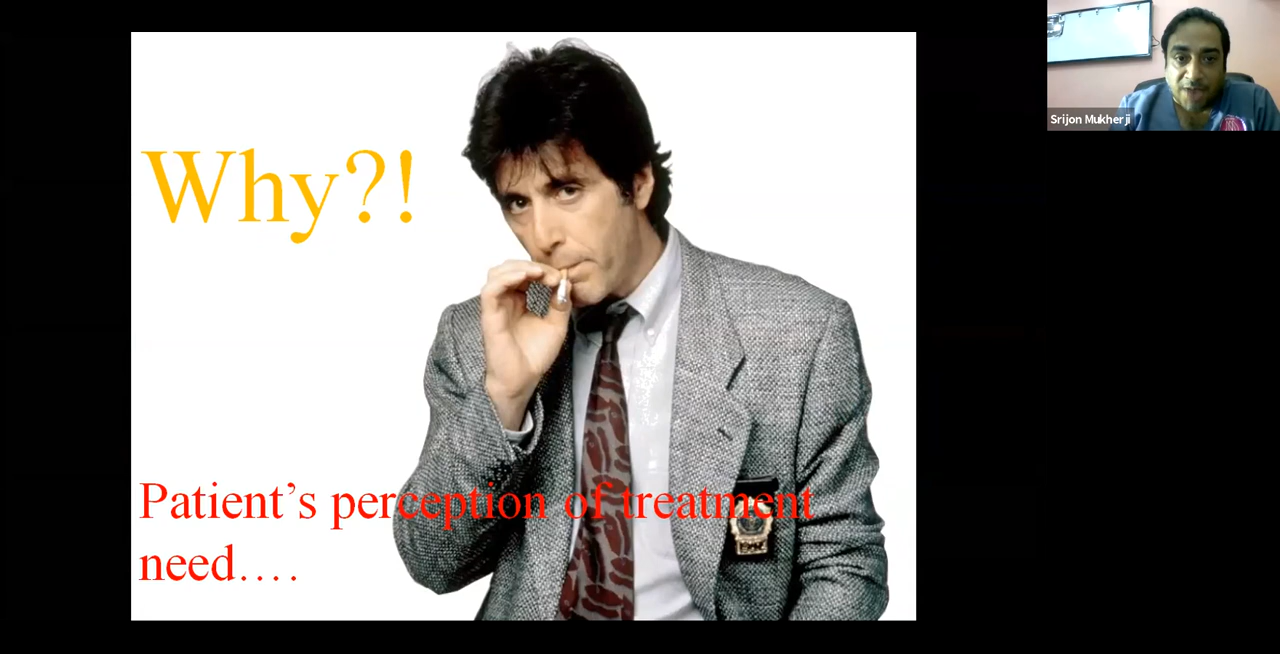 Why?!
Patient's perception of treatment
need....
Srijon Mukherji